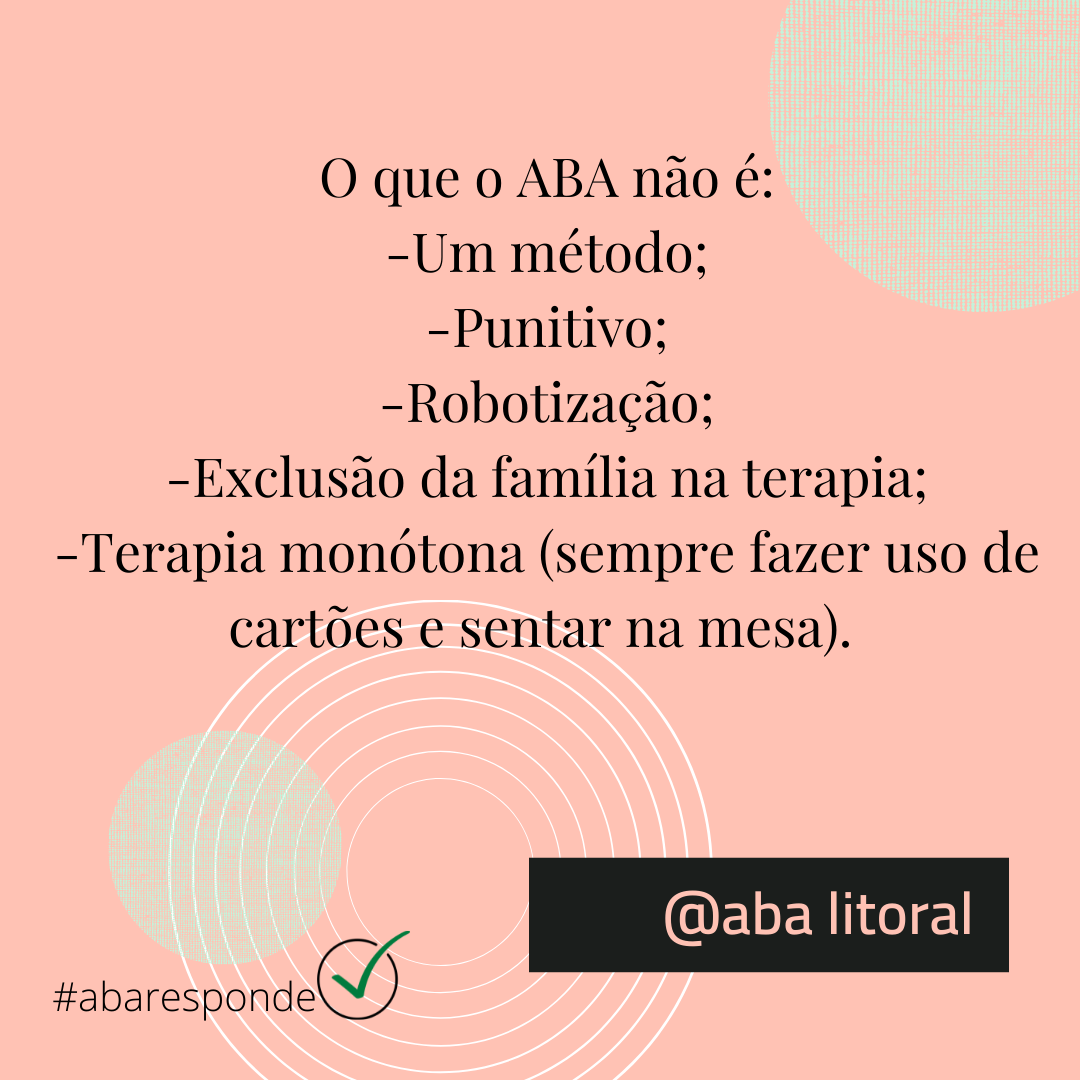 O que o ABA não é:
-Um método;
-Punitivo;
-Robotização;
-Exclusão da família na terapia;
-Terapia monótona (sempre fazer uso de
cartões e sentar na mesa).
@aba litoral
#abaresponde